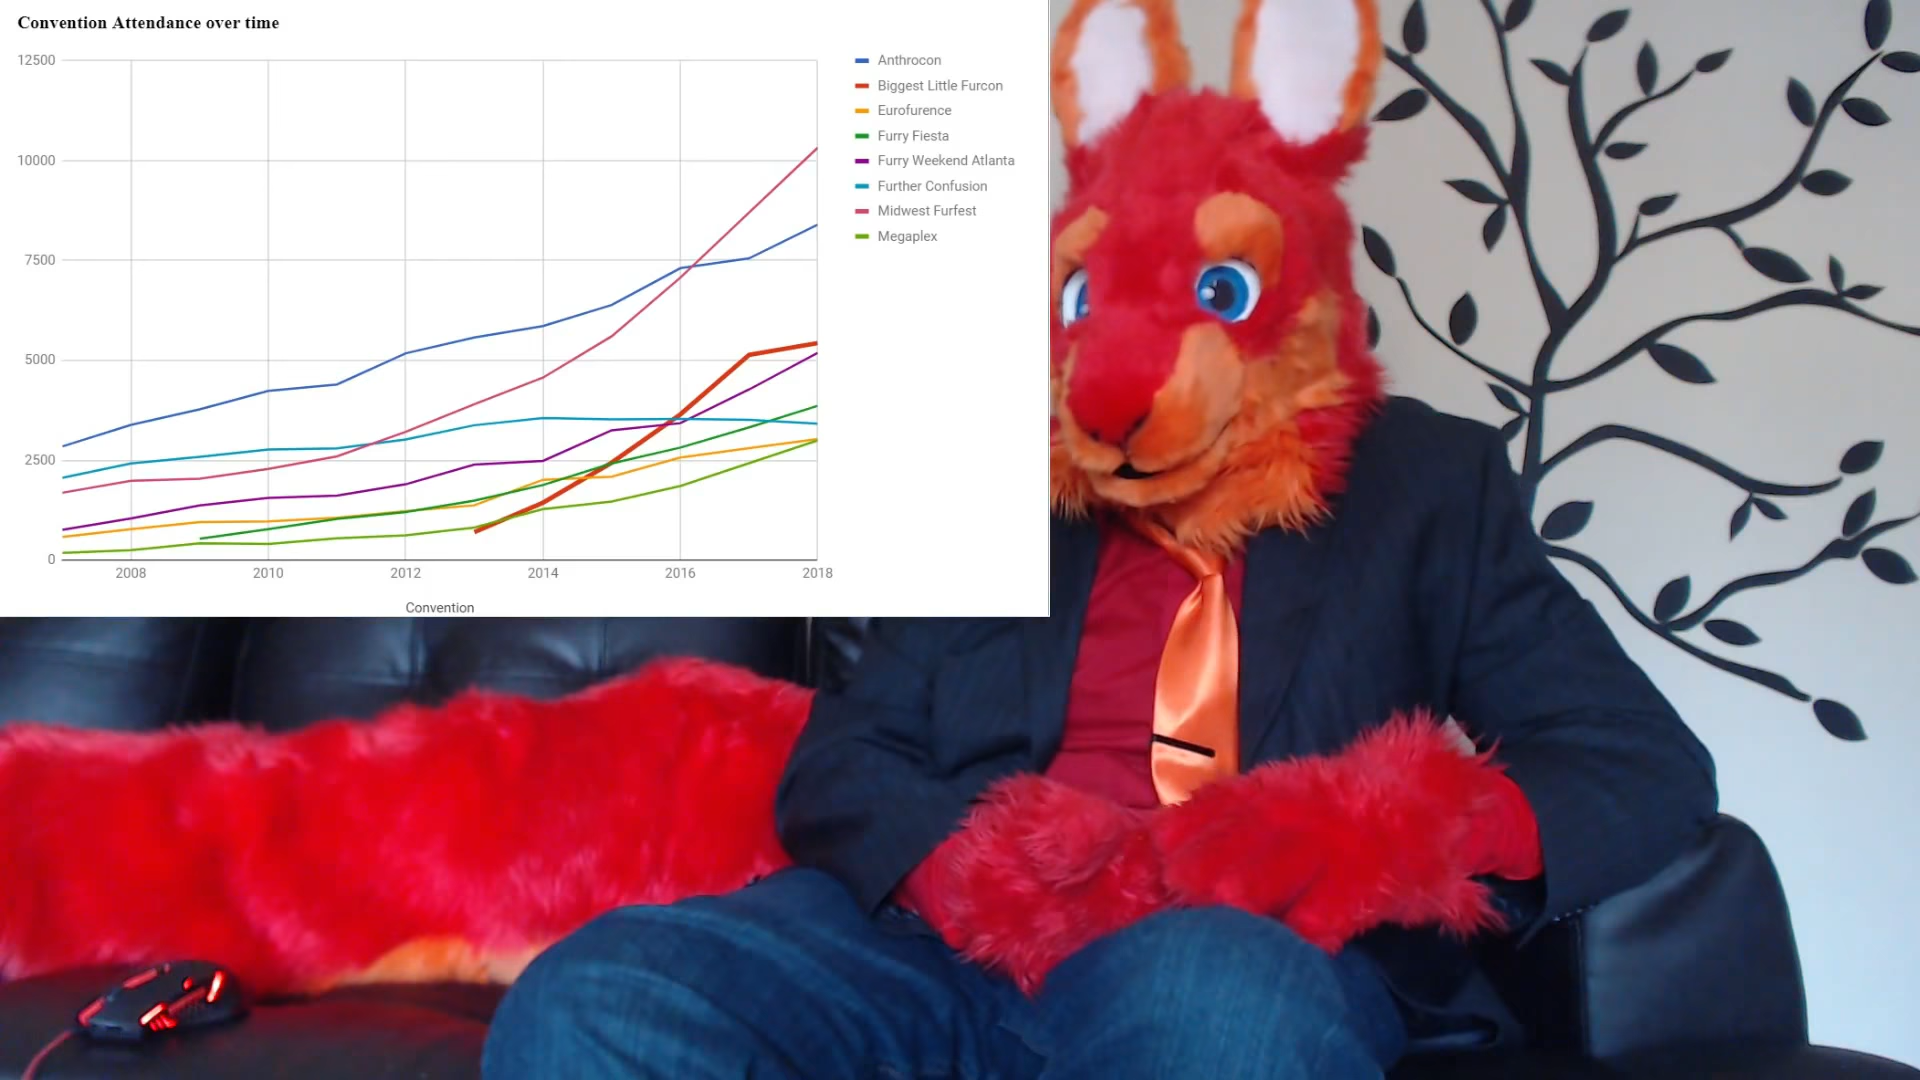 Convention Attendance over time
12500
10000
7500
5000
2500
0
2008
2010
2012
2014
2016
2018
Convention
Anthrocon
Biggest Little Furcon
Eurofurence
Furry Fiesta
Furry Weekend Atlanta
Further Confusion
Midwest Furfest
Megaplex